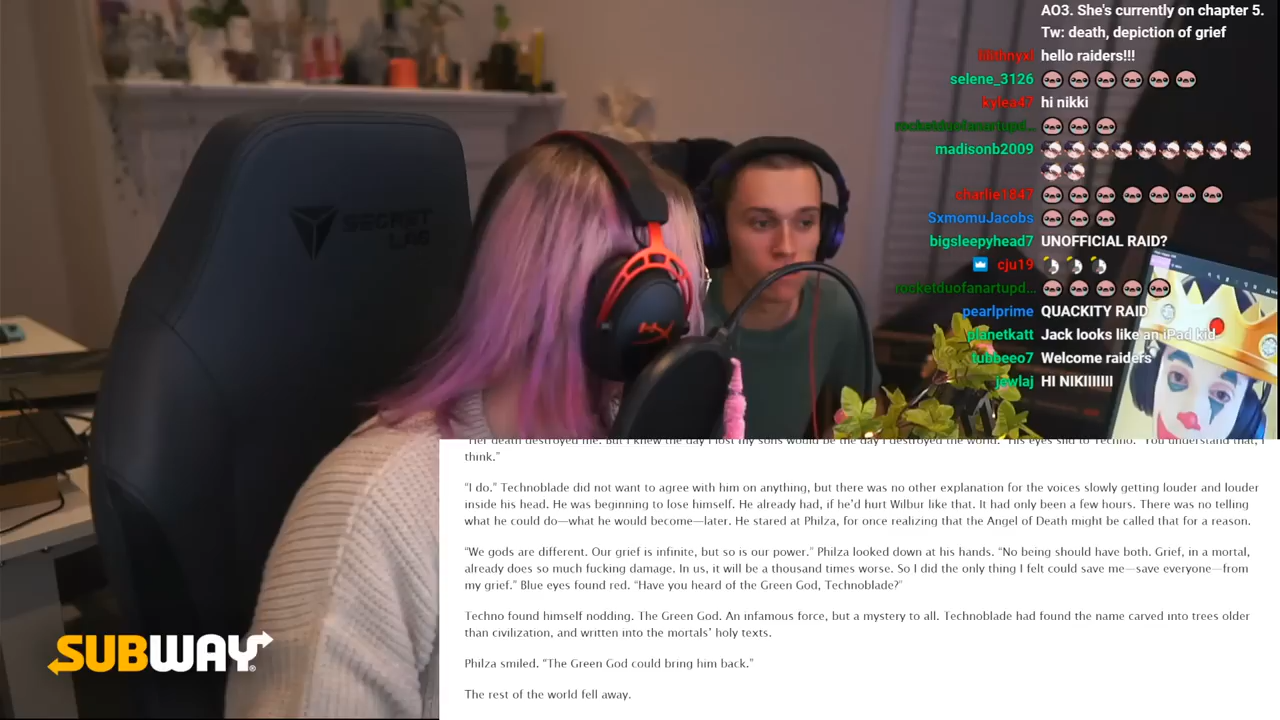 AO3. She's currently on chapter 5.
Tw: death, depiction of grief
hello raiders!!!
selene_3126
kylea47 hi nikki
madisonb2009
charlie1847
SxmomuJacobs
bigsleepyhead7 UNOFFICIAL RAID?
cju19
rocketduofanartupd...
pearlprime QUACKITY RAID
planetkatt Jack looks like an iPad kid
tubbeeo7 Welcome raiders
jewlaj HI NIKIIIIIII
SECRET
LAB
"Her death destroyed me. But I knew the day I lost my sons would be the day I destroyed the world." His eyes slid to Techno. "You understand that, I
think."
"I do." Technoblade did not want to agree with him on anything, but there was no other explanation for the voices slowly getting louder and louder
inside his head. He was beginning to lose himself. He already had, if he'd hurt Wilbur like that. It had only been a few hours. There was no telling
what he could do—what he would become—later. He stared at Philza, for once realizing that the Angel of Death might be called that for a reason.
"We gods are different. Our grief is infinite, but so is our power." Philza looked down at his hands. "No being should have both. Grief, in a mortal,
already does so much fucking damage. In us, it will be a thousand times worse. So I did the only thing I felt could save me—save everyone—from
my grief." Blue eyes found red. "Have you heard of the Green God, Technoblade?"
Techno found himself nodding. The Green God. An infamous force, but a mystery to all. Technoblade had found the name carved into trees older
than civilization, and written into the mortals' holy texts.
Philza smiled. "The Green God could bring him back."
The rest of the world fell away.
SUBWAY